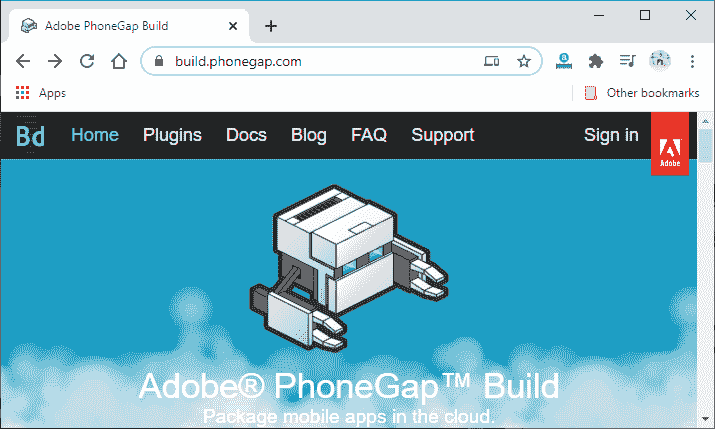 Adobe PhoneGap Build
build.phonegap.com
Apps
Other bookmarks
Bd Home Plugins Docs Blog FAQ Support Sign in
Adobe
Adobe® PhoneGap™ Build
Package mobile apps in the cloud.